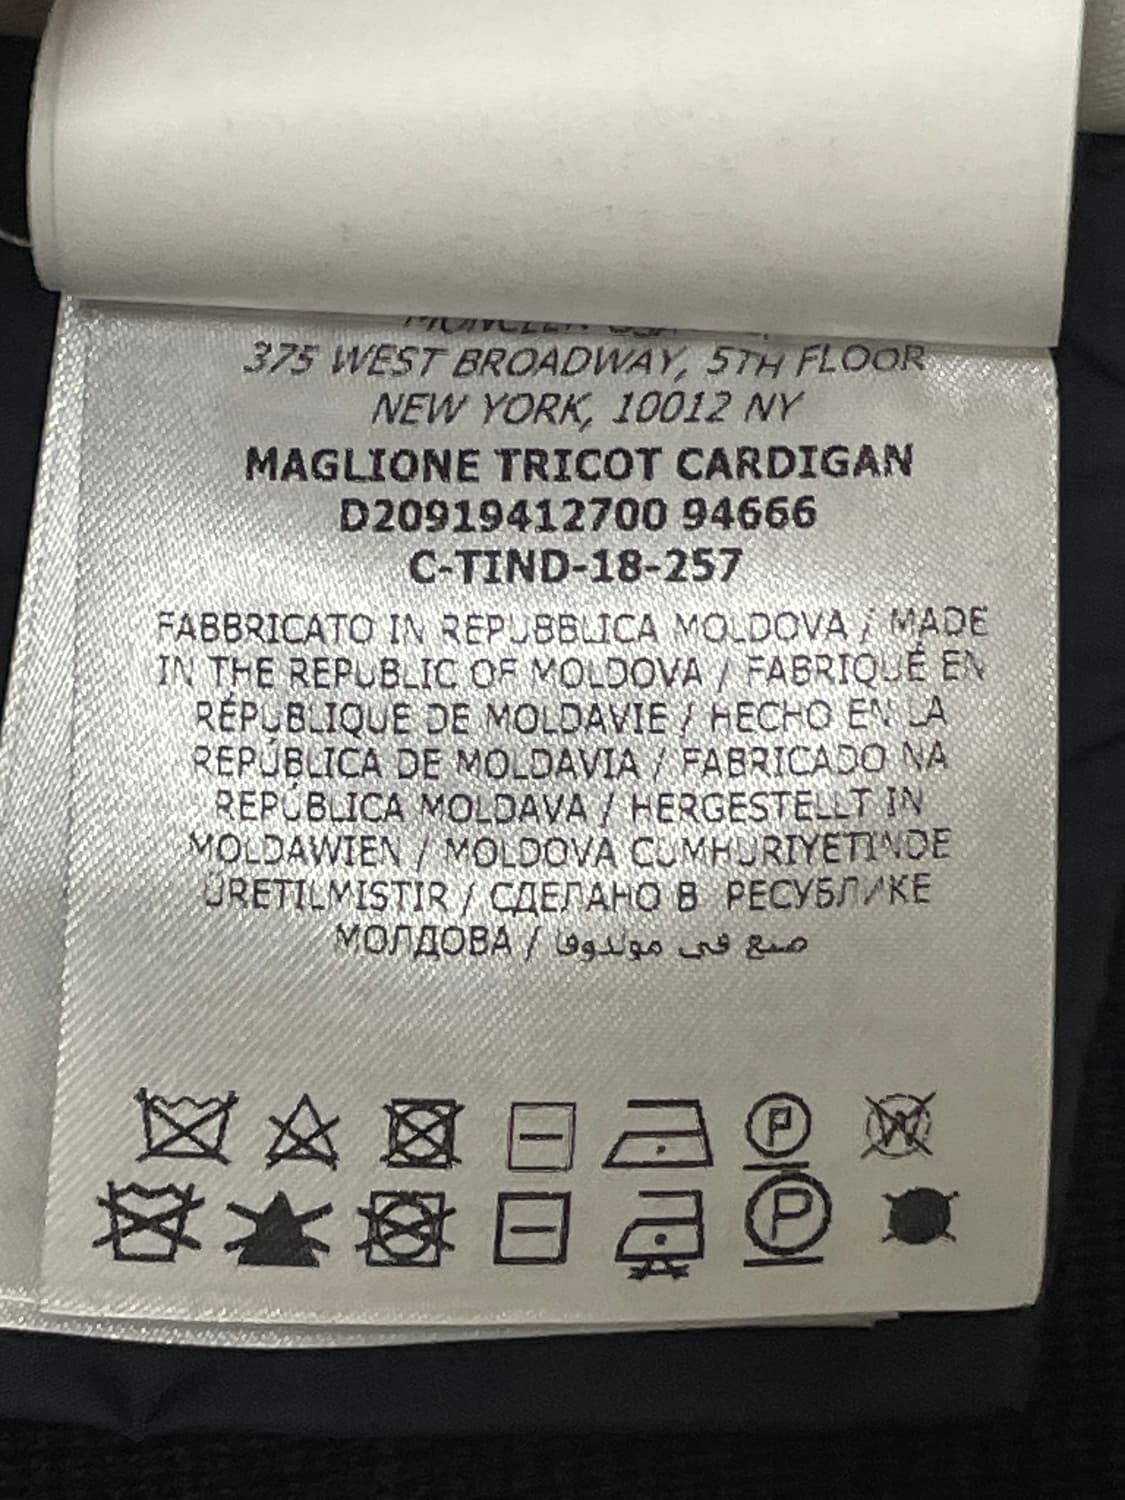 375 WEST BROADWAY, 5TH FLOOR
NEW YORK, 10012 NY
MAGLIONE TRICOT CARDIGAN
D20919412700 94666
C-TIND-18-257
FABBRICATO IN REPUBBLICA MOLDOVA / MADE
IN THE REPUBLIC OF MOLDOVA / FABRIQUÉ EN
RÉPUBLIQUE DE MOLDAVIE / HECHO EN LA
REPÚBLICA DE MOLDAVIA / FABRICADO NA
REPÚBLICA MOLDAVA / HERGESTELLT IN
MOLDAWIEN / MOLDOVA CUMHURIYETINDE
ÜRETILMISTIR / СДЕЛАНО В РЕСУБЛИКЕ
МОЛДОВА / صنع في مولدوفا
P W
P